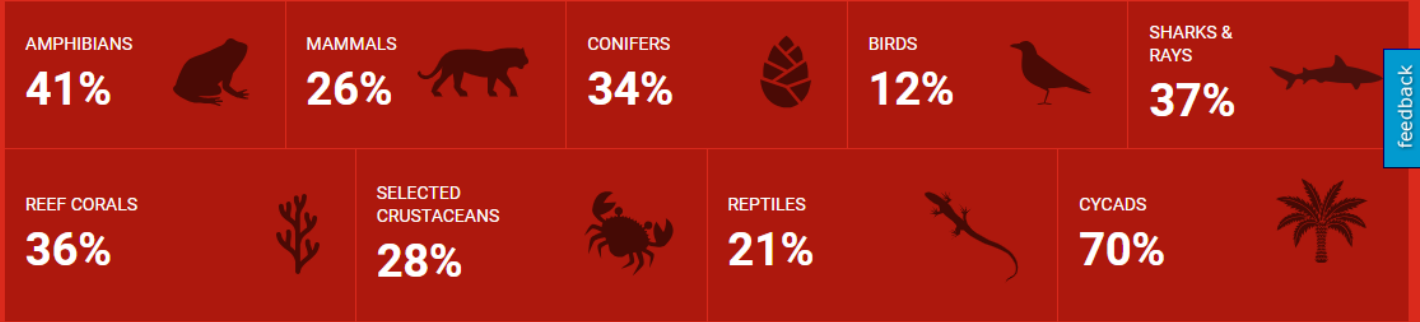 AMPHIBIANS
41%
MAMMALS
26%
CONIFERS
34%
BIRDS
12%
SHARKS &
RAYS
37%
feedback
REEF CORALS
36%
SELECTED
CRUSTACEANS
28%
REPTILES
21%
CYCADS
70%